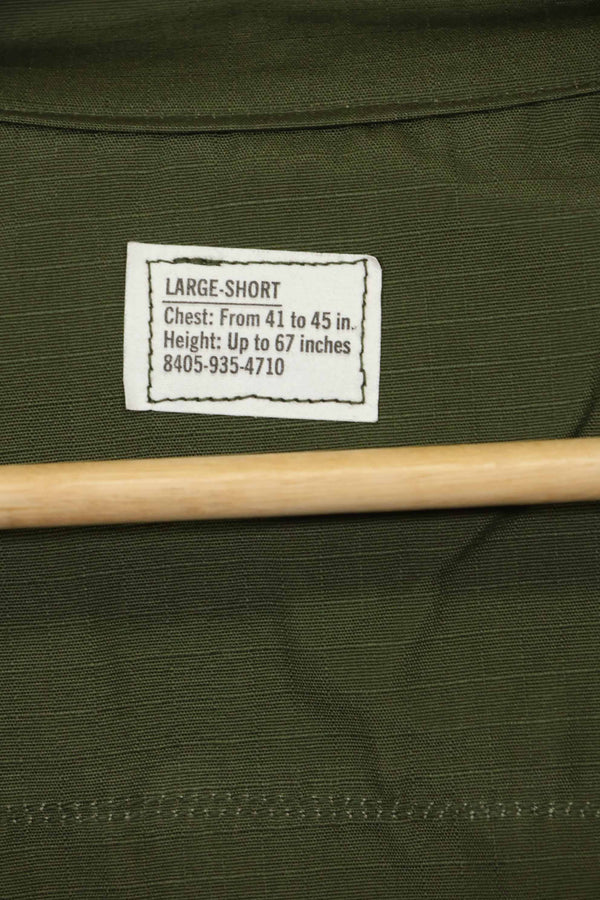 LARGE-SHORT
Chest: From 41 to 45 in.
Height: Up to 67 inches
8405-935-4710